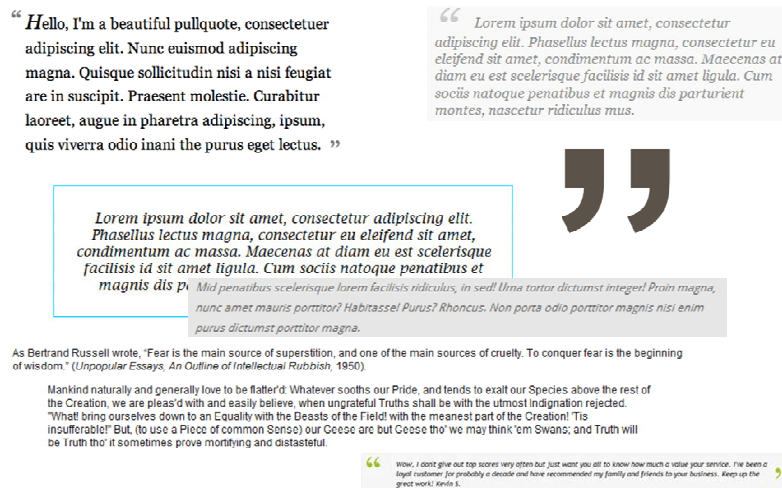 “ Hello, I'm a beautiful pullquote, consectetuer
adipiscing elit. Nunc euismod adipiscing
magna. Quisque sollicitudin nisi a nisi feugiat
are in suscipit. Praesent molestie. Curabitur
laoreet, augue in pharetra adipiscing, ipsum,
quis viverra odio inani the purus eget lectus. ”
“ Lorem ipsum dolor sit amet, consectetur
adipiscing elit. Phasellus lectus magna, consectetur eu
eleifend sit amet, condimentum ac massa. Maecenas at
diam eu est scelerisque facilisis id sit amet ligula. Cum
sociis natoque penatibus et magnis dis parturient
montes, nascetur ridiculus mus.
”
Lorem ipsum dolor sit amet, consectetur adipiscing elit.
Phasellus lectus magna, consectetur eu eleifend sit amet,
condimentum ac massa. Maecenas at diam eu est scelerisque
facilisis id sit amet ligula. Cum sociis natoque penatibus et
magnis dis p
Mid penatibus scelerisque lorem facilisis ridiculus, in sed! Urna tortor dictumst integer! Proin magna,
nunc amet mauris porttitor? Habitasse! Purus? Rhoncus. Non porta odio porttitor magnis nisi enim
purus dictumst porttitor magna.
As Bertrand Russell wrote, “Fear is the main source of superstition, and one of the main sources of cruelty. To conquer fear is the beginning
of wisdom.” (Unpopular Essays, An Outline of Intellectual Rubbish, 1950).
Mankind naturally and generally love to be flatter'd: Whatever sooths our Pride, and tends to exalt our Species above the rest of
the Creation, we are pleas'd with and easily believe, when ungrateful Truths shall be with the utmost Indignation rejected.
"What! bring ourselves down to an Equality with the Beasts of the Field! with the meanest part of the Creation! 'Tis
insufferable!" But, (to use a Piece of common Sense) our Geese are but Geese tho' we may think 'em Swans; and Truth will
be Truth tho' it sometimes prove mortifying and distasteful.
“ Wow, I don't give out top scores very often but just want you all to know how much a value your service. I've been a
loyal customer for probably a decade and have recommended my family and friends to your business. Keep up the
great work! Kevin S.